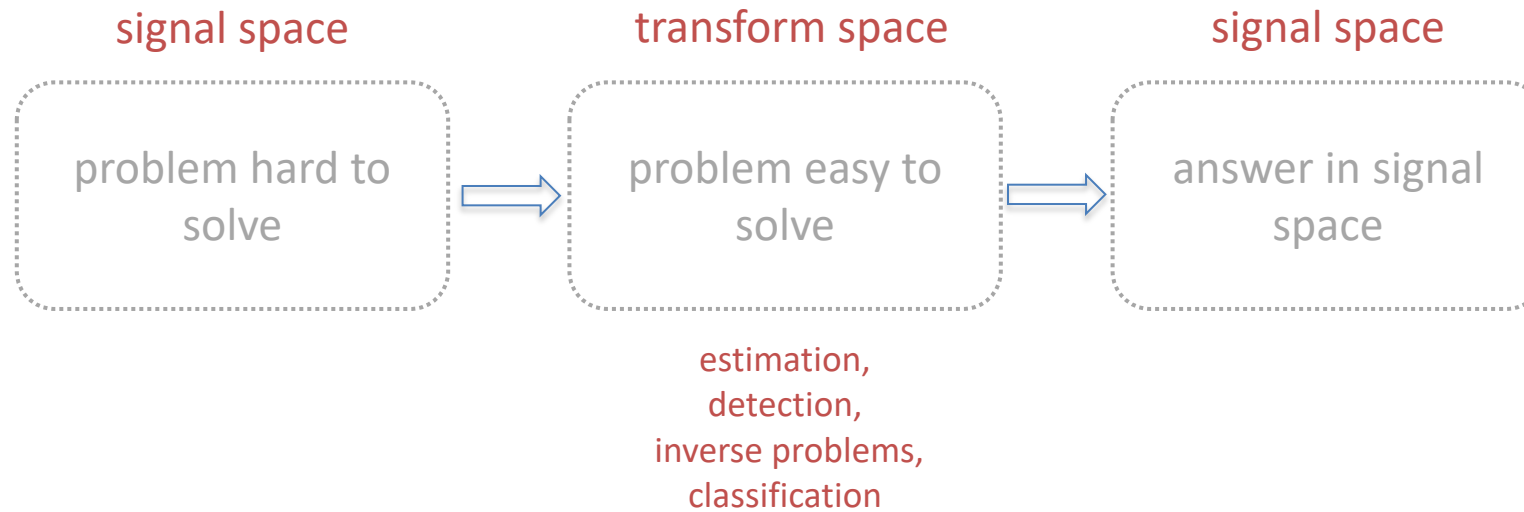 signal space
transform space
signal space
problem hard to
solve
problem easy to
solve
answer in signal
space
estimation,
detection,
inverse problems,
classification